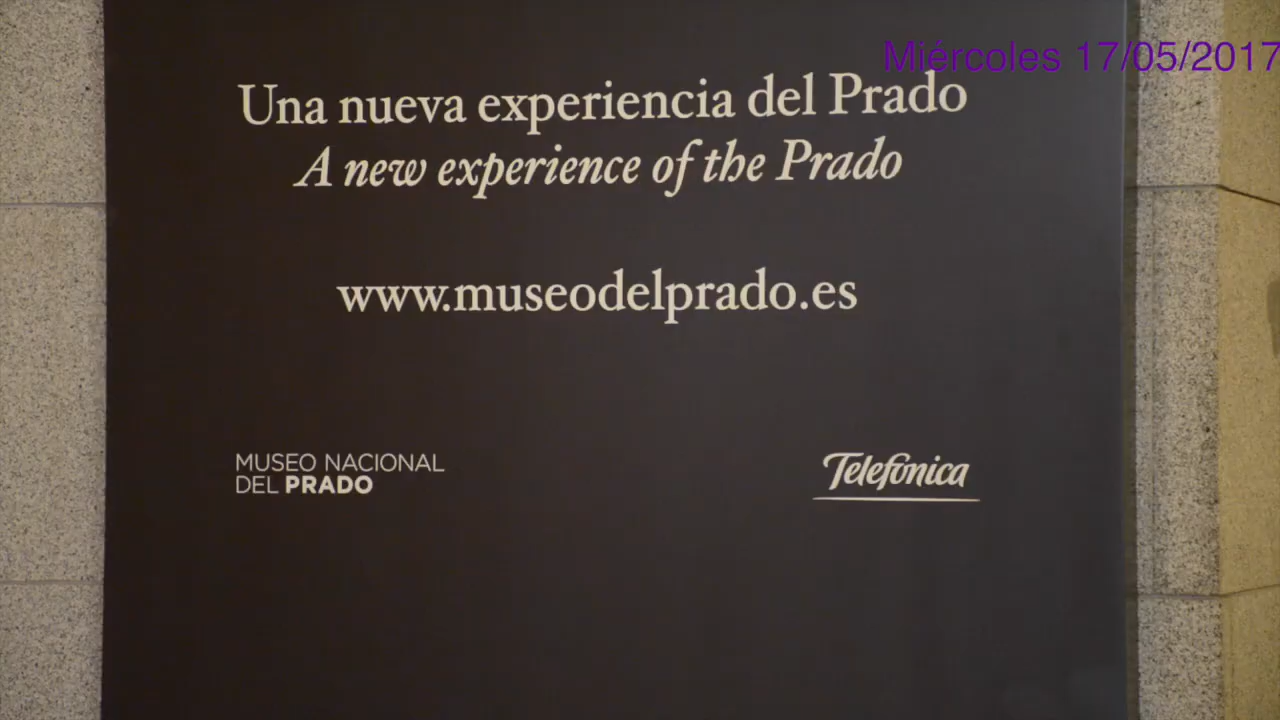 Miércoles 17/05/2017
Una nueva experiencia del Prado
A new experience of the Prado
www.museodelprado.es
MUSEO NACIONAL
DEL PRADO
Telefónica